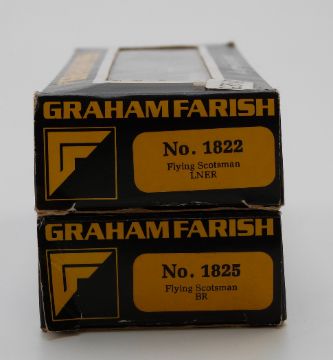 GRAHAM FARISH
No. 1822
Flying Scotsman
LNER
GRAHAM FARISH
No. 1825
Flying Scotsman
BR